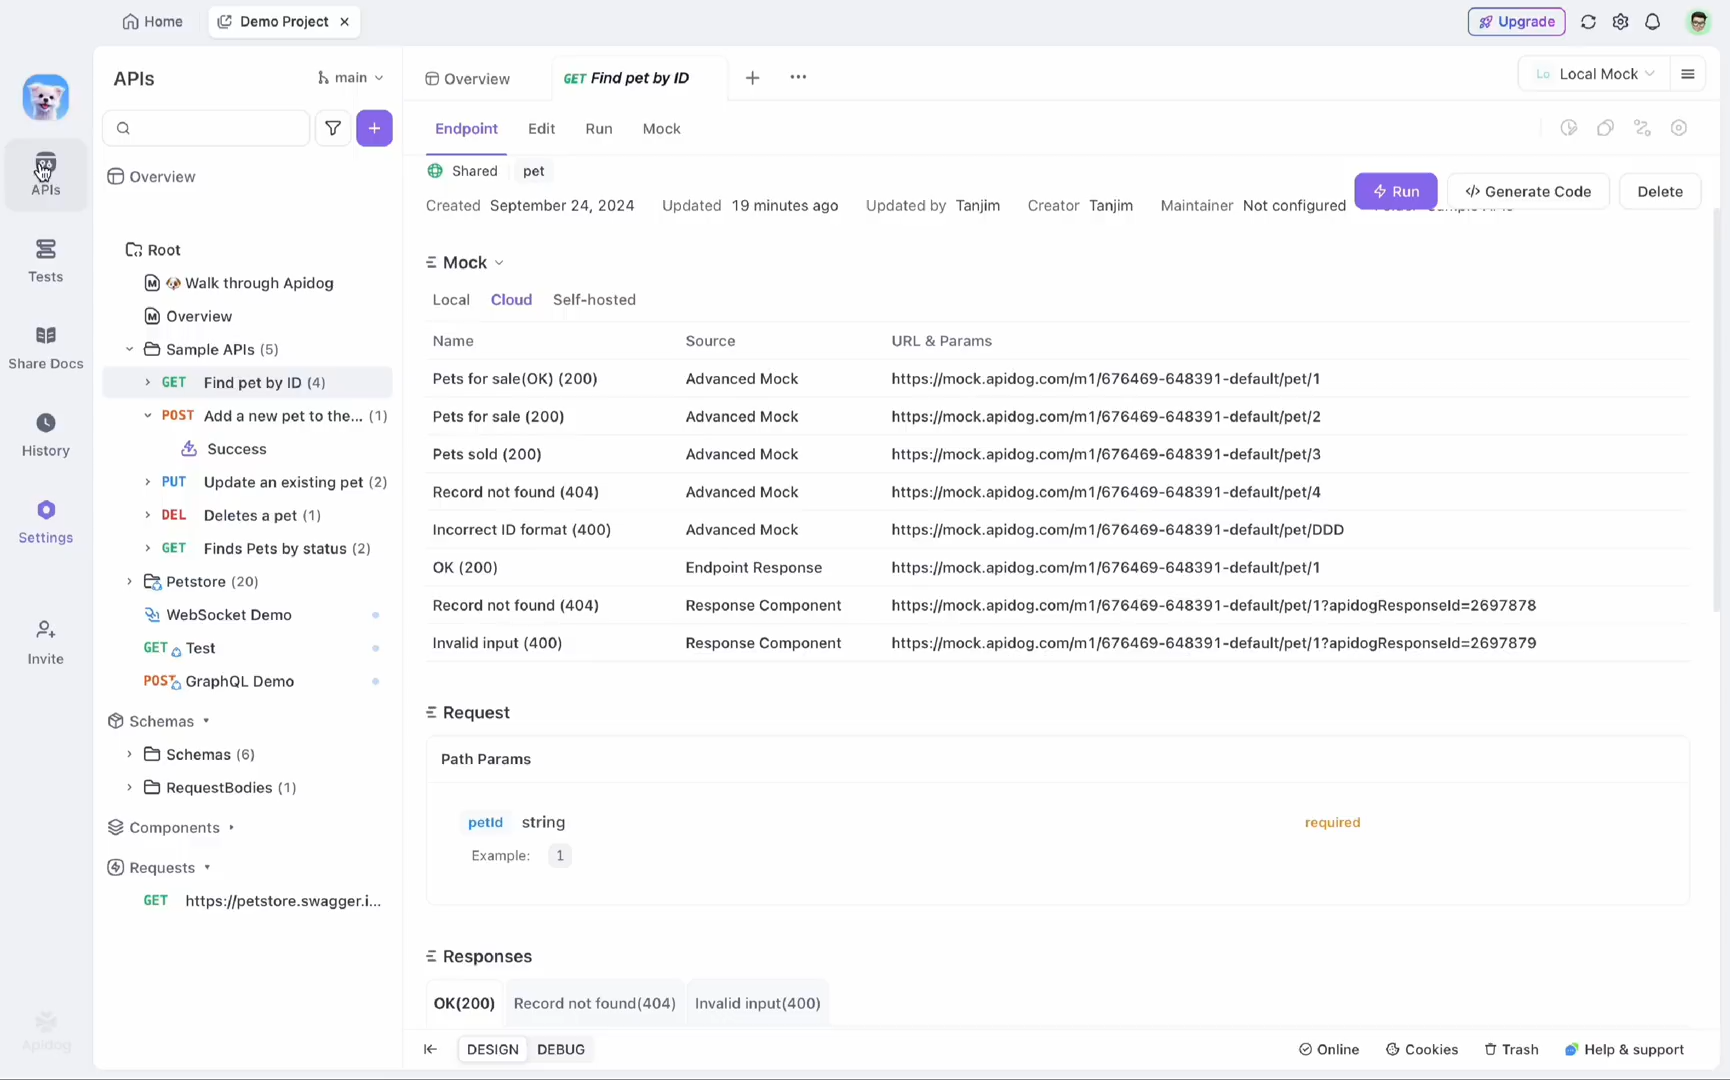 Home
Demo Project
Upgrade
APIs
main
Overview
GET Find pet by ID
Lo Local Mock
Endpoint Edit Run Mock
APIs
Overview
Shared pet
Run
Generate Code
Delete
Created September 24, 2024 Updated 19 minutes ago Updated by Tanjim Creator Tanjim Maintainer Not configured
Tests
Root
Mock
M Walk through Apidog
Local Cloud Self-hosted
M Overview
Share Docs
Sample APIs (5)
Name Source URL & Params
GET Find pet by ID (4)
Pets for sale(OK) (200) Advanced Mock https://mock.apidog.com/m1/676469-648391-default/pet/1
POST Add a new pet to the... (1)
Pets for sale (200) Advanced Mock https://mock.apidog.com/m1/676469-648391-default/pet/2
History
Success
Pets sold (200) Advanced Mock https://mock.apidog.com/m1/676469-648391-default/pet/3
PUT Update an existing pet (2)
Record not found (404) Advanced Mock https://mock.apidog.com/m1/676469-648391-default/pet/4
DEL Deletes a pet (1)
Incorrect ID format (400) Advanced Mock https://mock.apidog.com/m1/676469-648391-default/pet/DDD
Settings
GET Finds Pets by status (2)
OK (200) Endpoint Response https://mock.apidog.com/m1/676469-648391-default/pet/1
Petstore (20)
Record not found (404) Response Component https://mock.apidog.com/m1/676469-648391-default/pet/1?apidogResponseId=2697878
WebSocket Demo
Invalid input (400) Response Component https://mock.apidog.com/m1/676469-648391-default/pet/1?apidogResponseId=2697879
GET Test
Invite
POST GraphQL Demo
Schemas
Request
Schemas (6)
Path Params
RequestBodies (1)
Components
petId string required
Example: 1
Requests
GET https://petstore.swagger.i...
Responses
OK(200) Record not found(404) Invalid input(400)
Apidog
DESIGN DEBUG
Online Cookies Trash Help & support